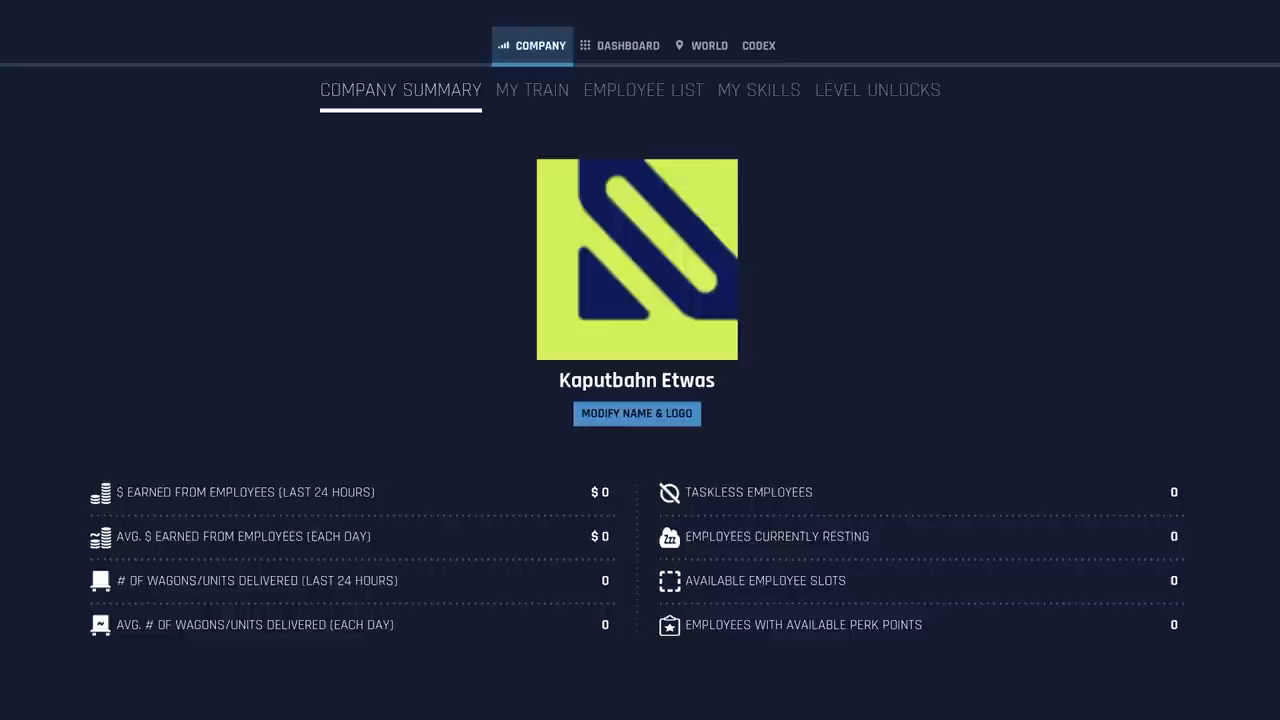 COMPANY DASHBOARD WORLD CODEX
COMPANY SUMMARY MY TRAIN EMPLOYEE LIST MY SKILLS LEVEL UNLOCKS
Kaputbahn Etwas
MODIFY NAME & LOGO
$ EARNED FROM EMPLOYEES (LAST 24 HOURS) $ 0
AVG. $ EARNED FROM EMPLOYEES (EACH DAY) $ 0
# OF WAGONS/UNITS DELIVERED (LAST 24 HOURS) 0
AVG. # OF WAGONS/UNITS DELIVERED (EACH DAY) 0
TASKLESS EMPLOYEES 0
Zzz EMPLOYEES CURRENTLY RESTING 0
AVAILABLE EMPLOYEE SLOTS 0
EMPLOYEES WITH AVAILABLE PERK POINTS 0